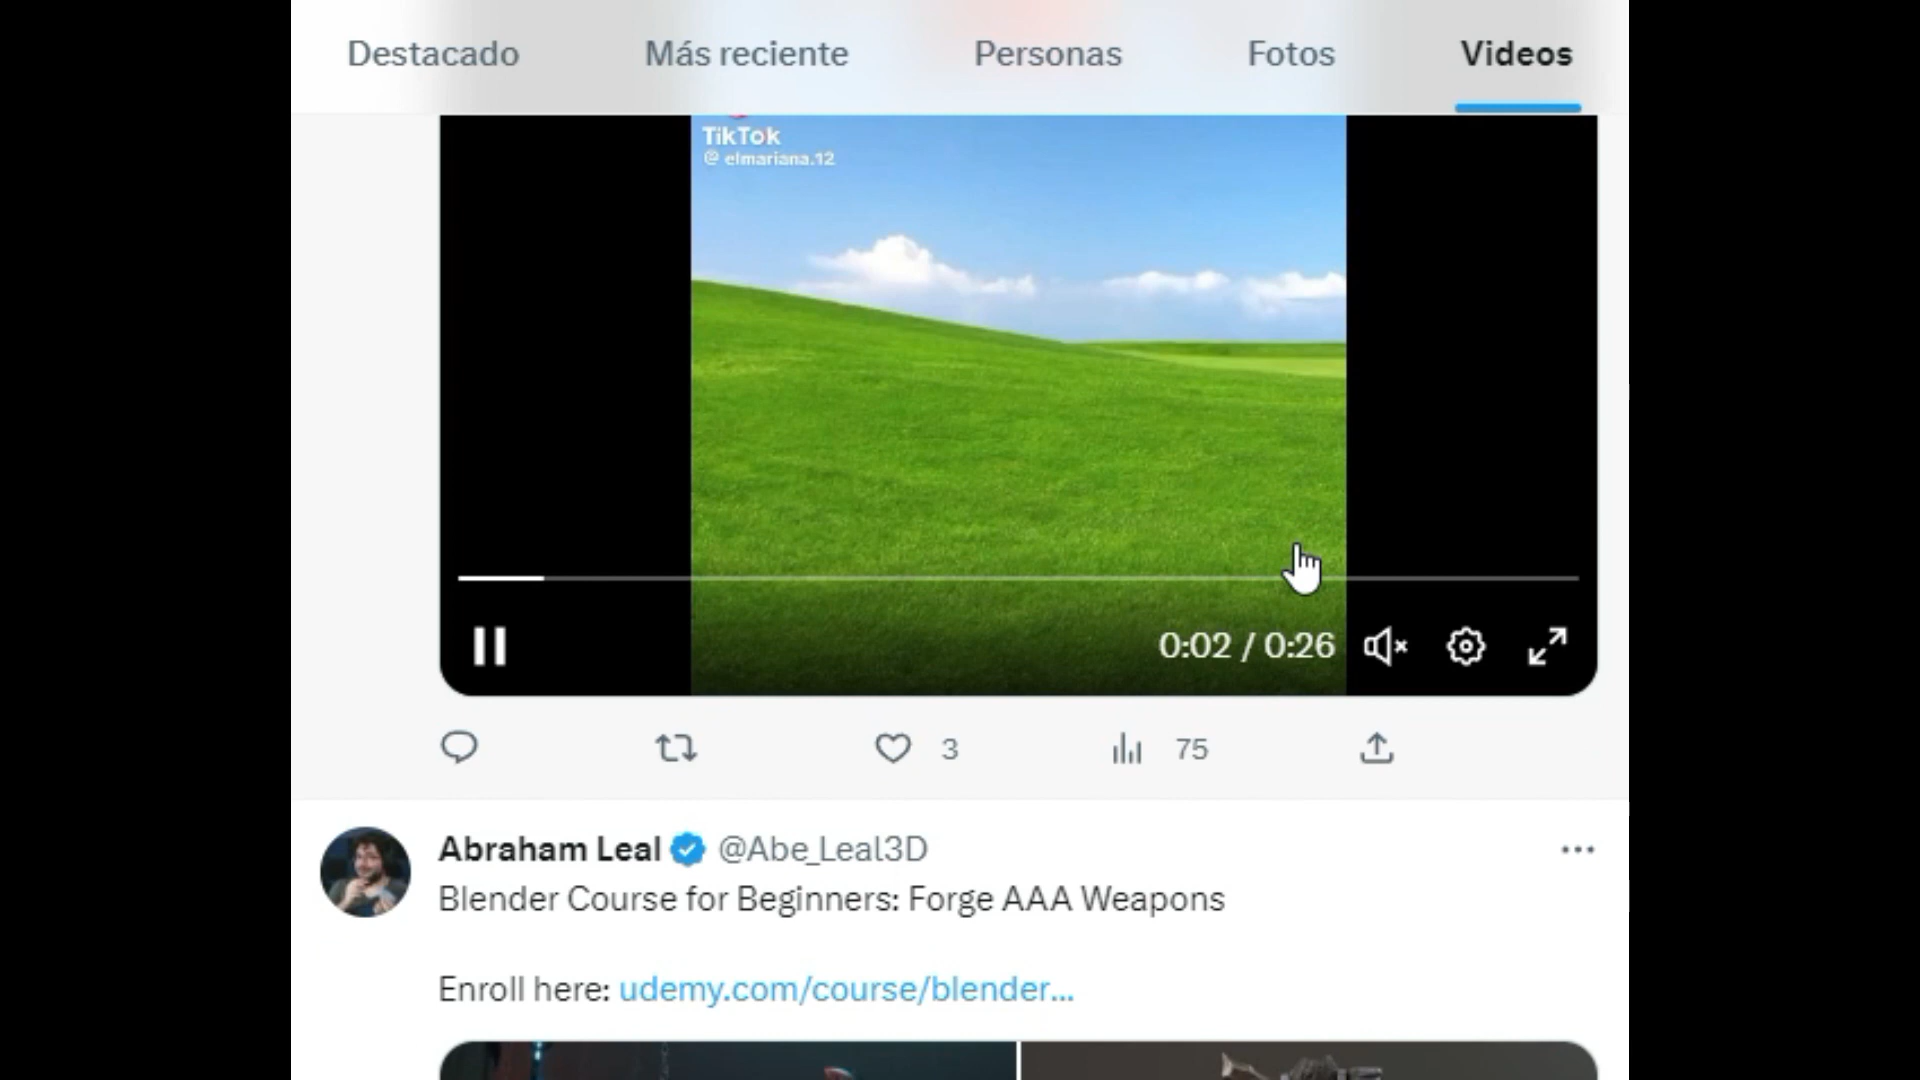 Destacado
Más reciente
Personas
Fotos
Videos
TikTok
@ elmariana.12
0:02 / 0:26
3
75
Abraham Leal @Abe_Leal3D
Blender Course for Beginners: Forge AAA Weapons
Enroll here: udemy.com/course/blender...